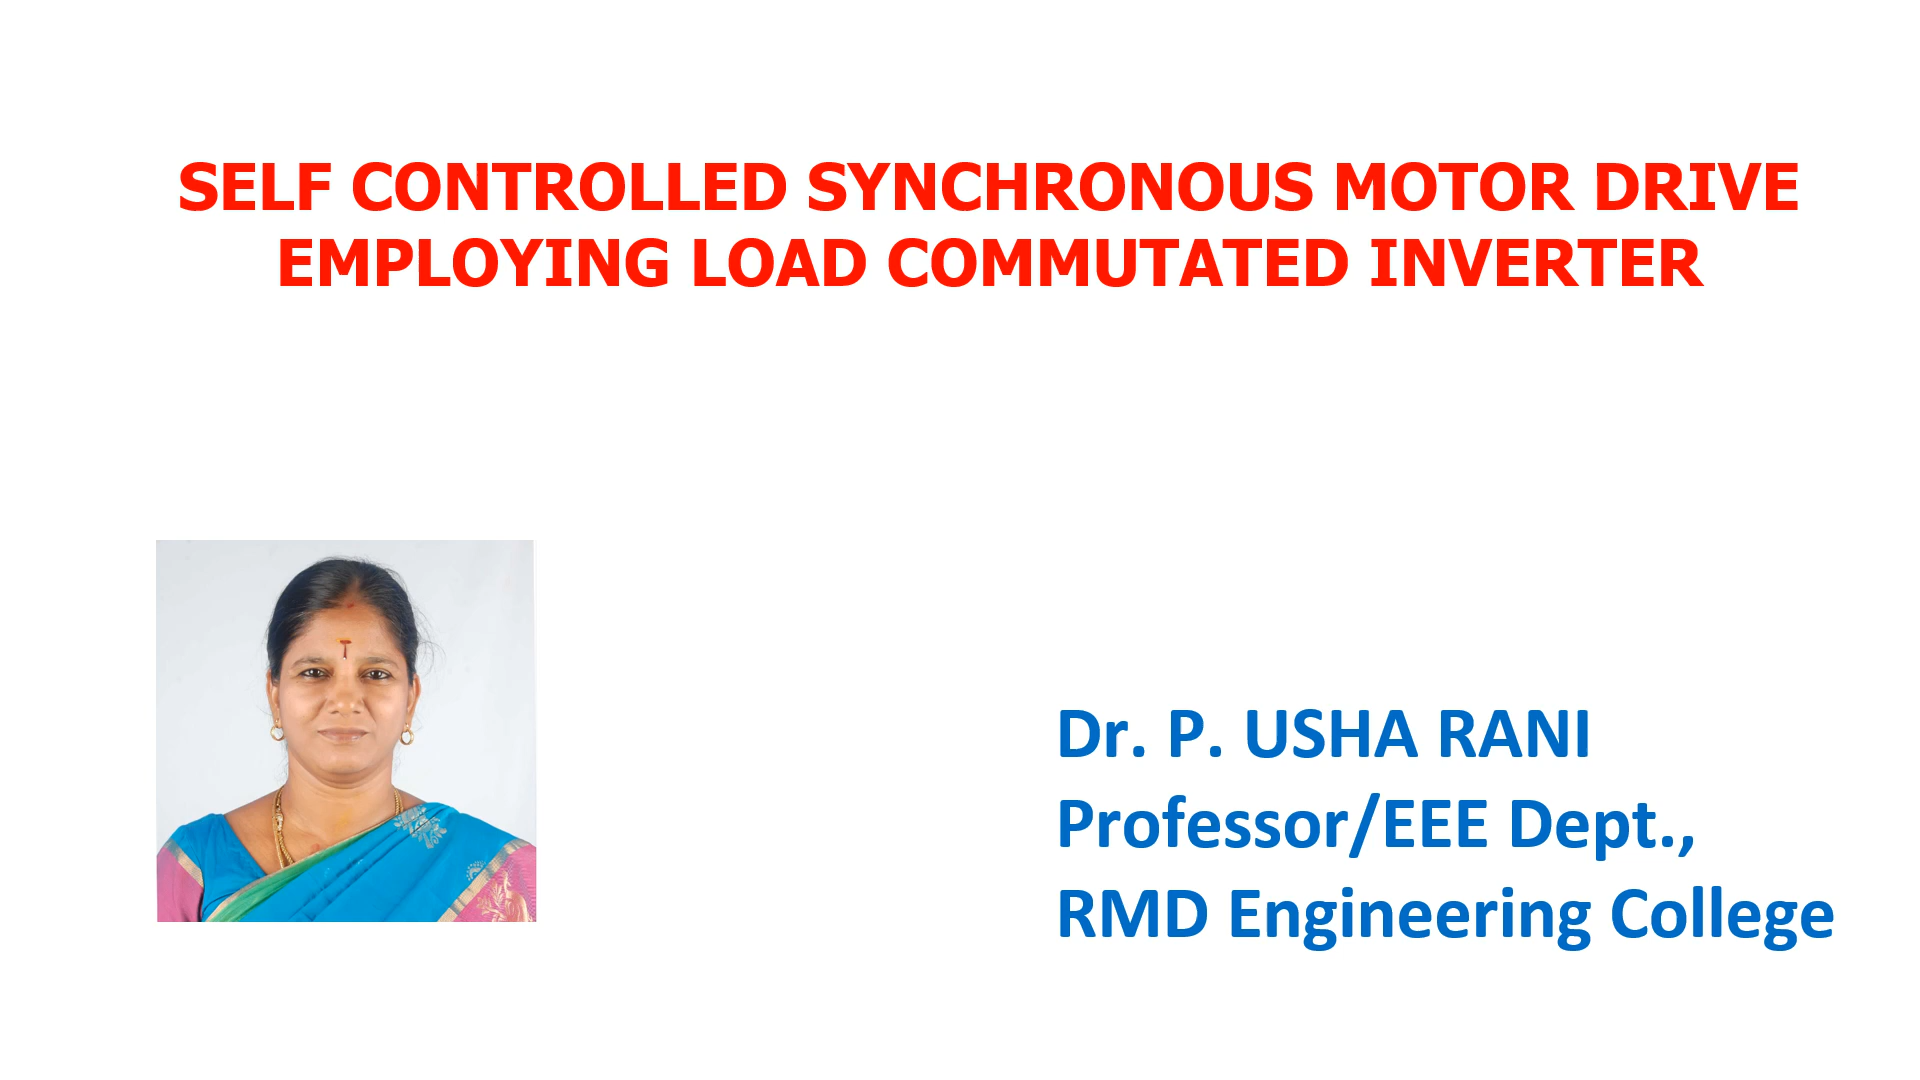 SELF CONTROLLED SYNCHRONOUS MOTOR DRIVE
EMPLOYING LOAD COMMUTATED INVERTER
Dr. P. USHA RANI
Professor/EEE Dept.,
RMD Engineering College